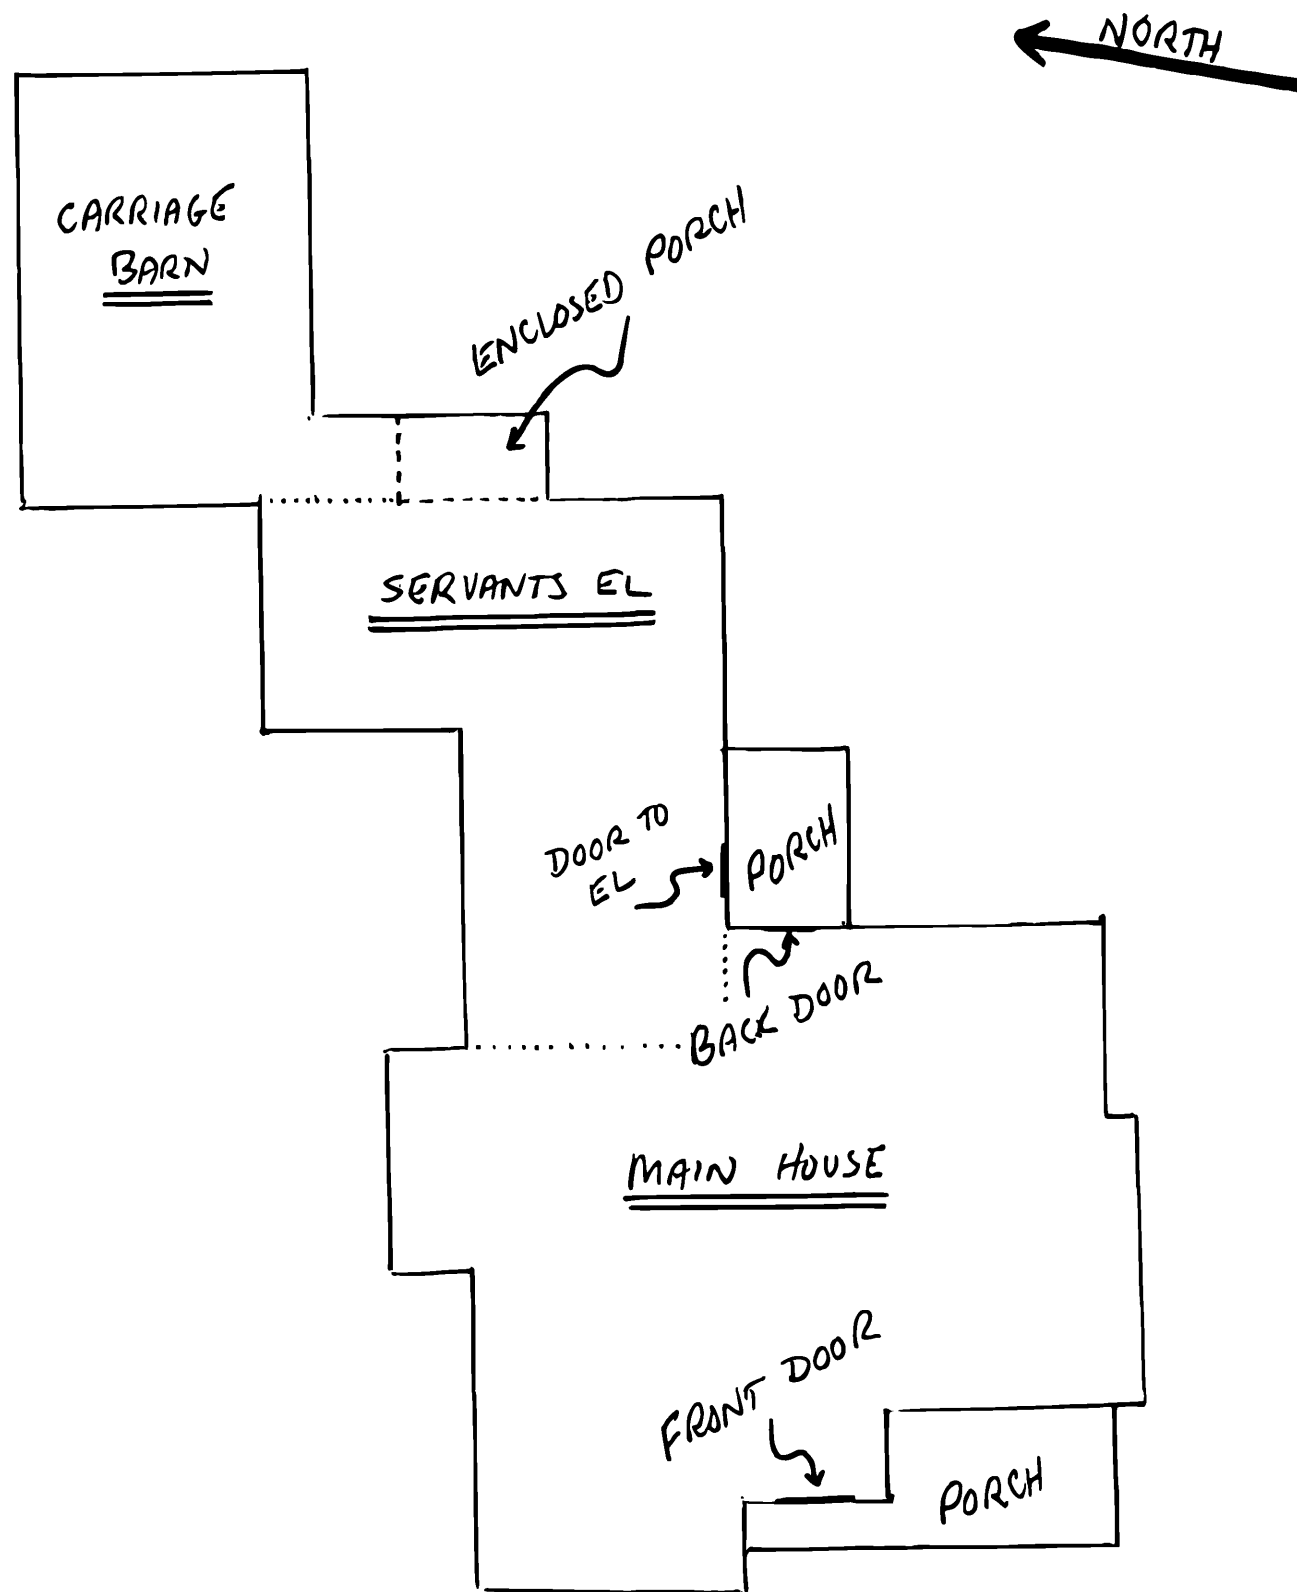 NORTH
CARRIAGE
BARN
ENCLOSED PORCH
SERVANTS EL
DOOR TO
EL
PORCH
BACK DOOR
MAIN HOUSE
FRONT DOOR
PORCH